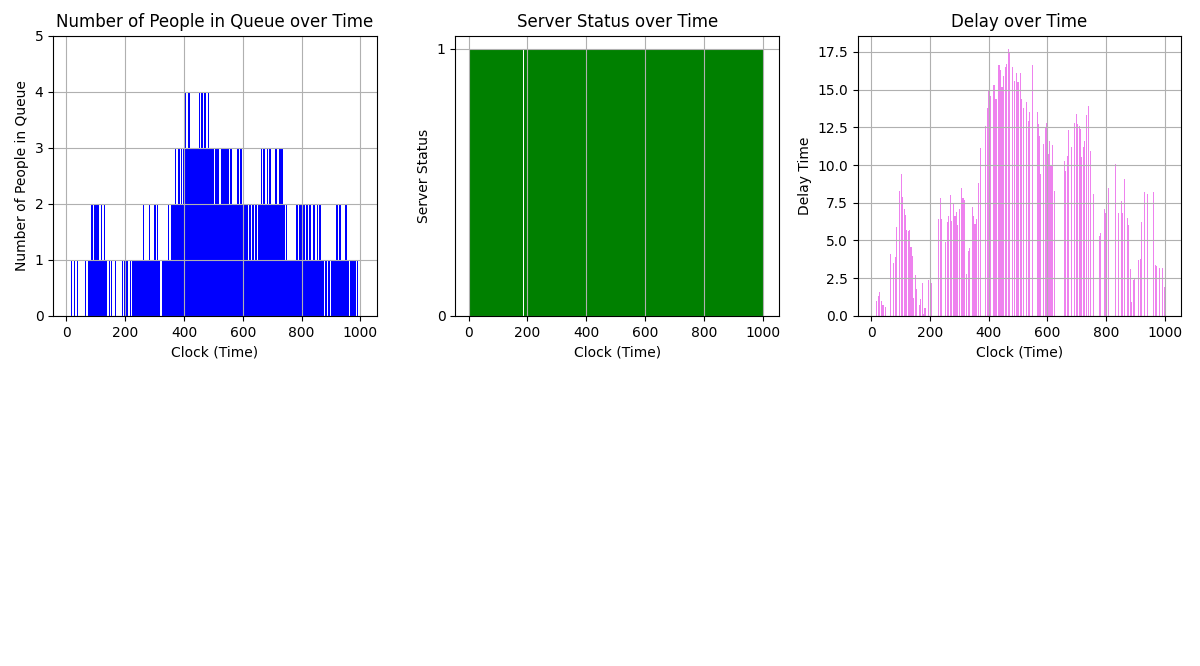 Number of People in Queue over Time
Number of People in Queue
5
4
3
2
1
0
0 200 400 600 800 1000
Clock (Time)
Server Status over Time
Server Status
1
0
0 200 400 600 800 1000
Clock (Time)
Delay over Time
Delay Time
17.5
15.0
12.5
10.0
7.5
5.0
2.5
0.0
0 200 400 600 800 1000
Clock (Time)